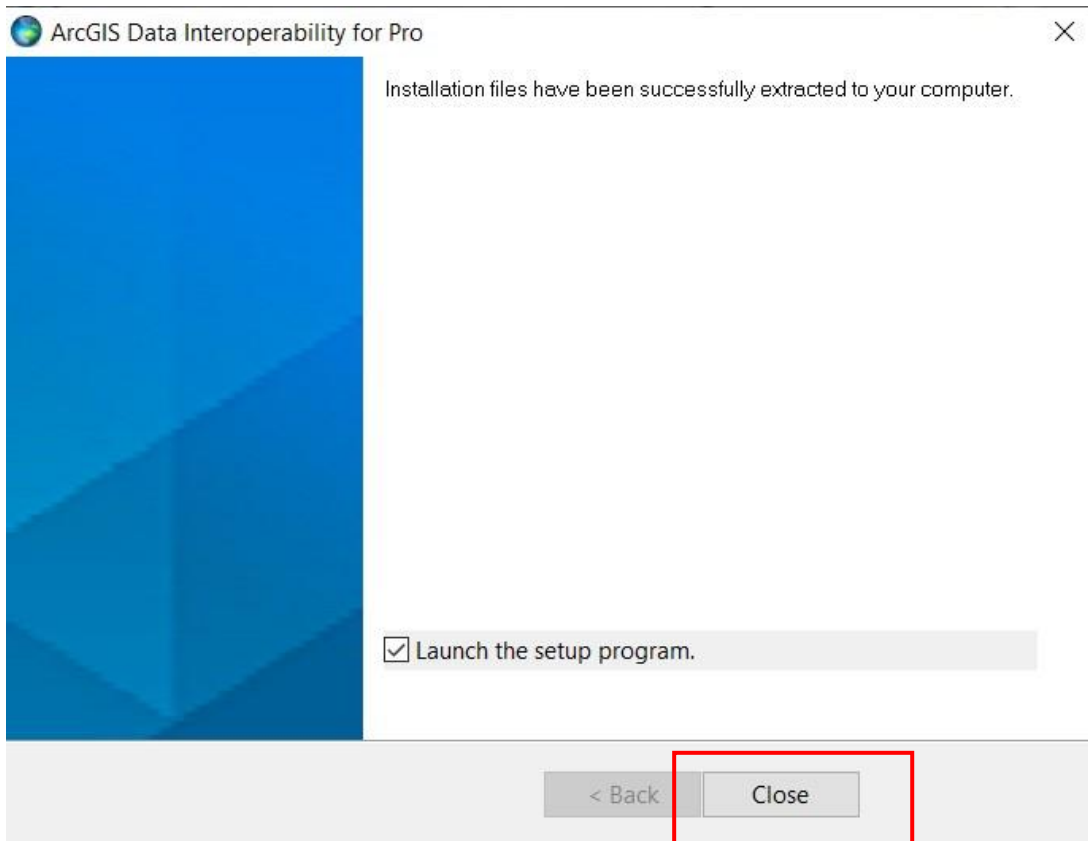 ArcGIS Data Interoperability for Pro
Installation files have been successfully extracted to your computer.
Launch the setup program.
< Back
Close